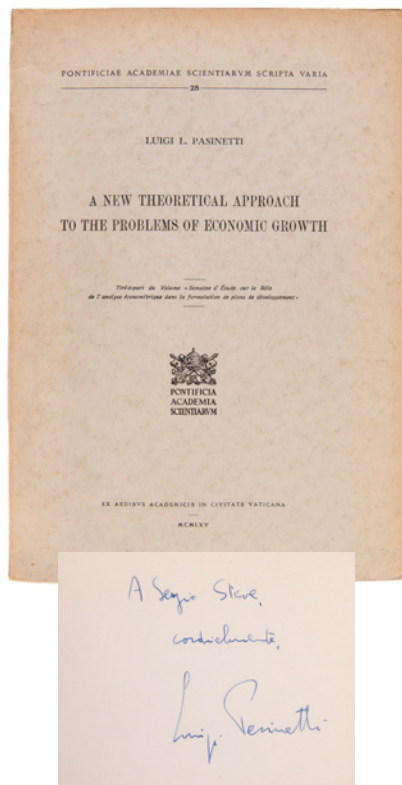 PONTIFICIAE ACADEMIAE SCIENTIARVM SCRIPTA VARIA
28
LUIGI L. PASINETTI
A NEW THEORETICAL APPROACH
TO THE PROBLEMS OF ECONOMIC GROWTH
Tiré-à-part du Volume « Semaine d'Étude sur le Rôle
de l'analyse économétrique dans la formulation de plans de développement »
PONTIFICIA
ACADEMIA
SCIENTIARVM
EX AEDIBVS ACADEMICIS IN CIVITATE VATICANA
MCMLXV
A Sergio Steve,
cordialmente,
Luigi Pasinetti